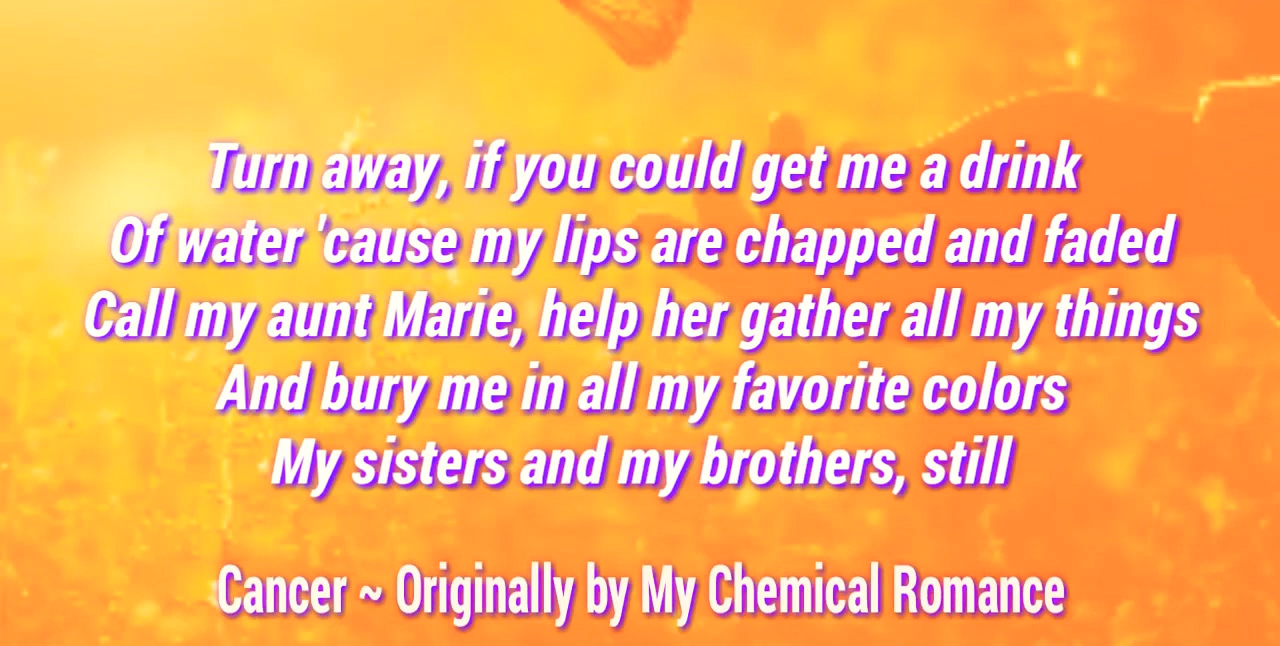 Turn away, if you could get me a drink
Of water 'cause my lips are chapped and faded
Call my aunt Marie, help her gather all my things
And bury me in all my favorite colors
My sisters and my brothers, still
Cancer ~ Originally by My Chemical Romance